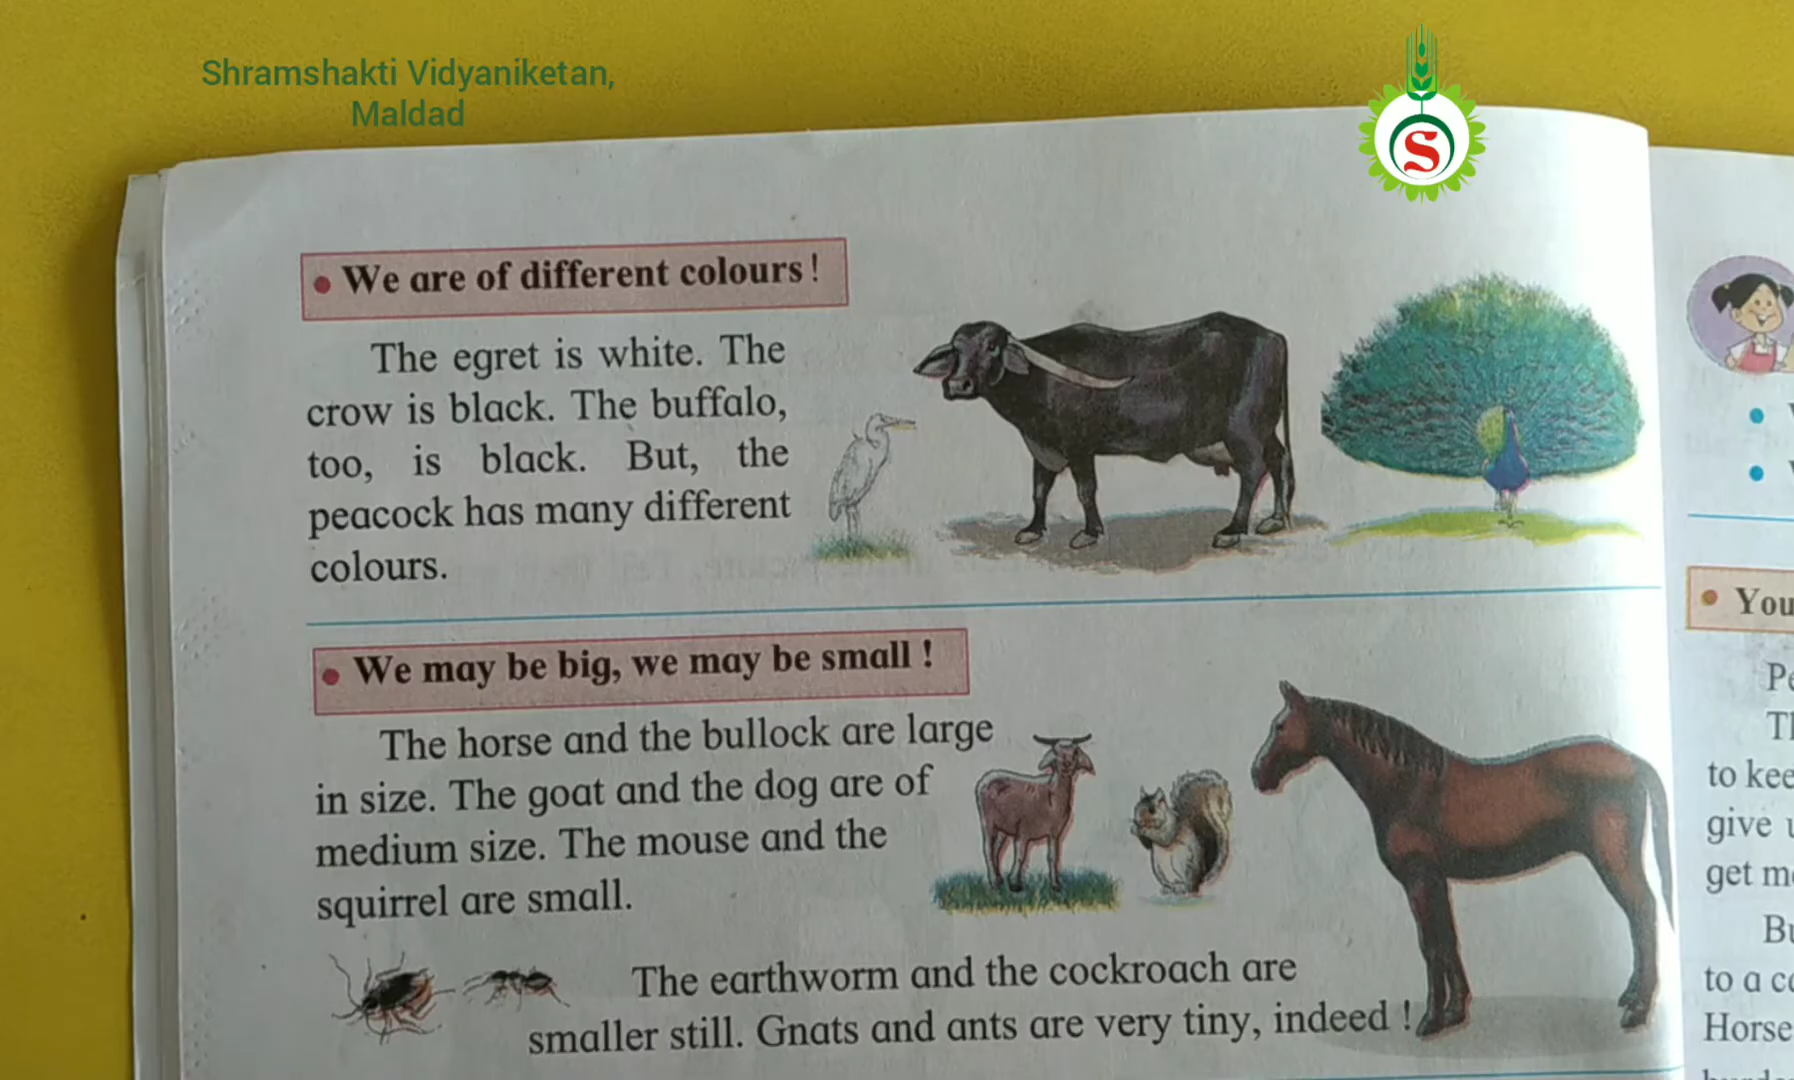 Shramshakti Vidyaniketan,
Maldad
S
• We are of different colours !
The egret is white. The
crow is black. The buffalo,
too, is black. But, the
peacock has many different
colours.
• We may be big, we may be small !
The horse and the bullock are large
in size. The goat and the dog are of
medium size. The mouse and the
squirrel are small.
The earthworm and the cockroach are
smaller still. Gnats and ants are very tiny, indeed !
• You
to
give
get
to a
Horse